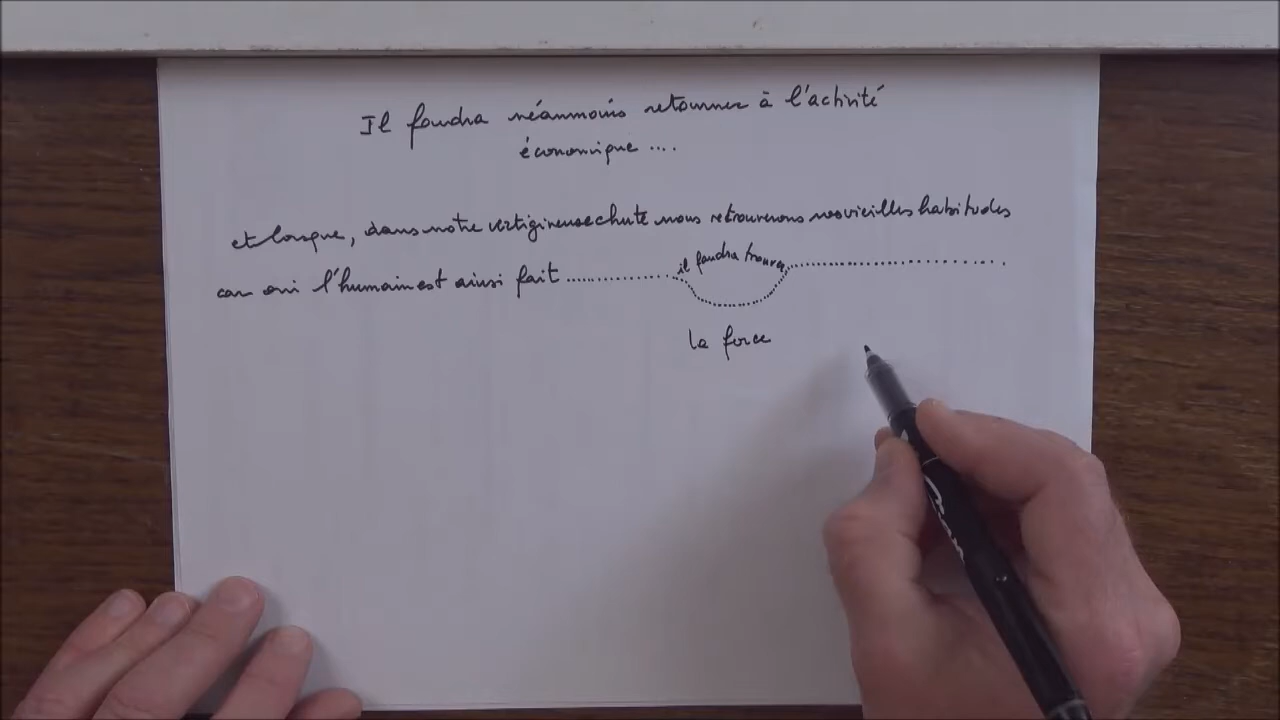 Il faudra néanmoins retourner à l'activité
économique ....
et lorsque, dans notre vertigineuse chute nous retrouverons nos vieilles habitudes
il faudra trouver
car oui l'humain est ainsi fait ................................
la force